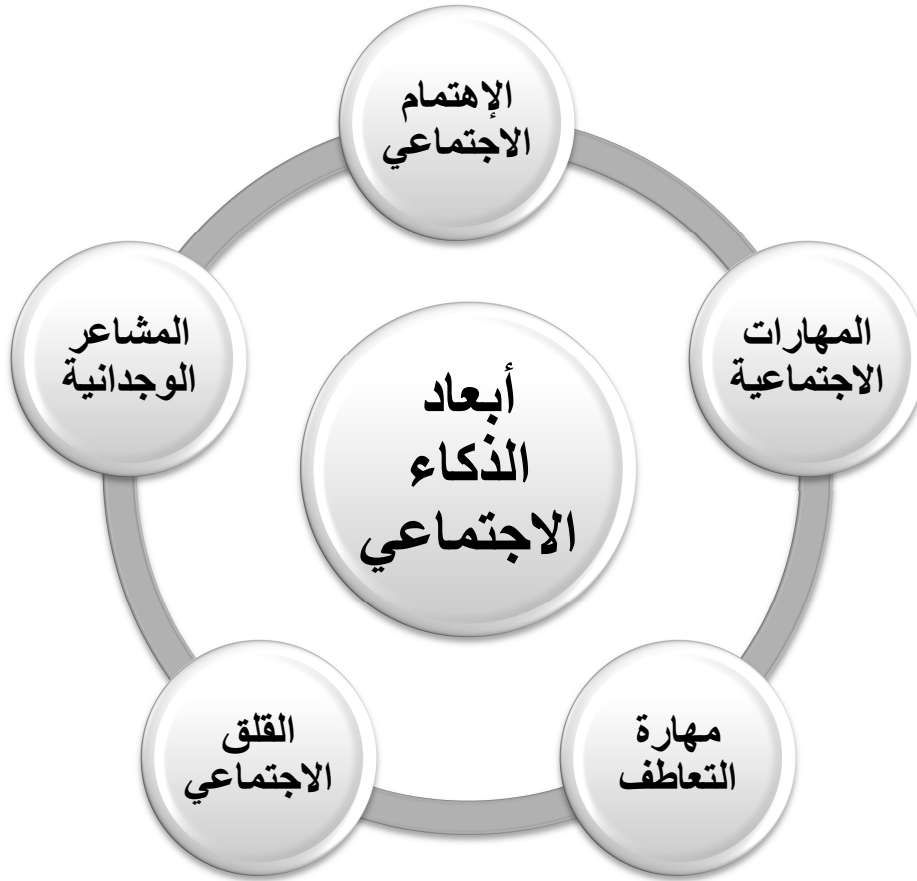 الإهتمام
الاجتماعي
المهارات
الاجتماعية
مهارة
التعاطف
القلق
الاجتماعي
المشاعر
الوجدانية
أبعاد
الذكاء
الاجتماعي